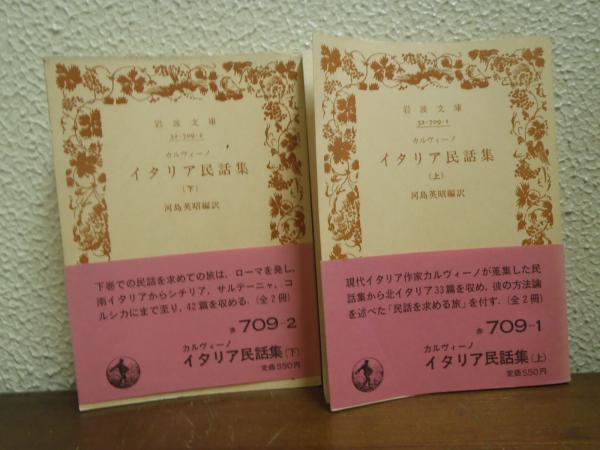 岩波文庫
32-709-2
カルヴィーノ
イタリア民話集
(下)
河島英昭編訳
下巻での民話を求めての旅は、ローマを発し、
南イタリアからシチリア、サルデーニャ、コ
ルシカにまで至り、42篇を収める。(全2冊)
赤 709-2
カルヴィーノ
イタリア民話集(下)
定価550円
岩波文庫
32-709-1
カルヴィーノ
イタリア民話集
(上)
河島英昭編訳
現代イタリア作家カルヴィーノが蒐集した民
話集から北イタリア33篇を収め、彼の方法論
を述べた「民話を求める旅」を付す。(全2冊)
赤 709-1
カルヴィーノ
イタリア民話集(上)
定価550円